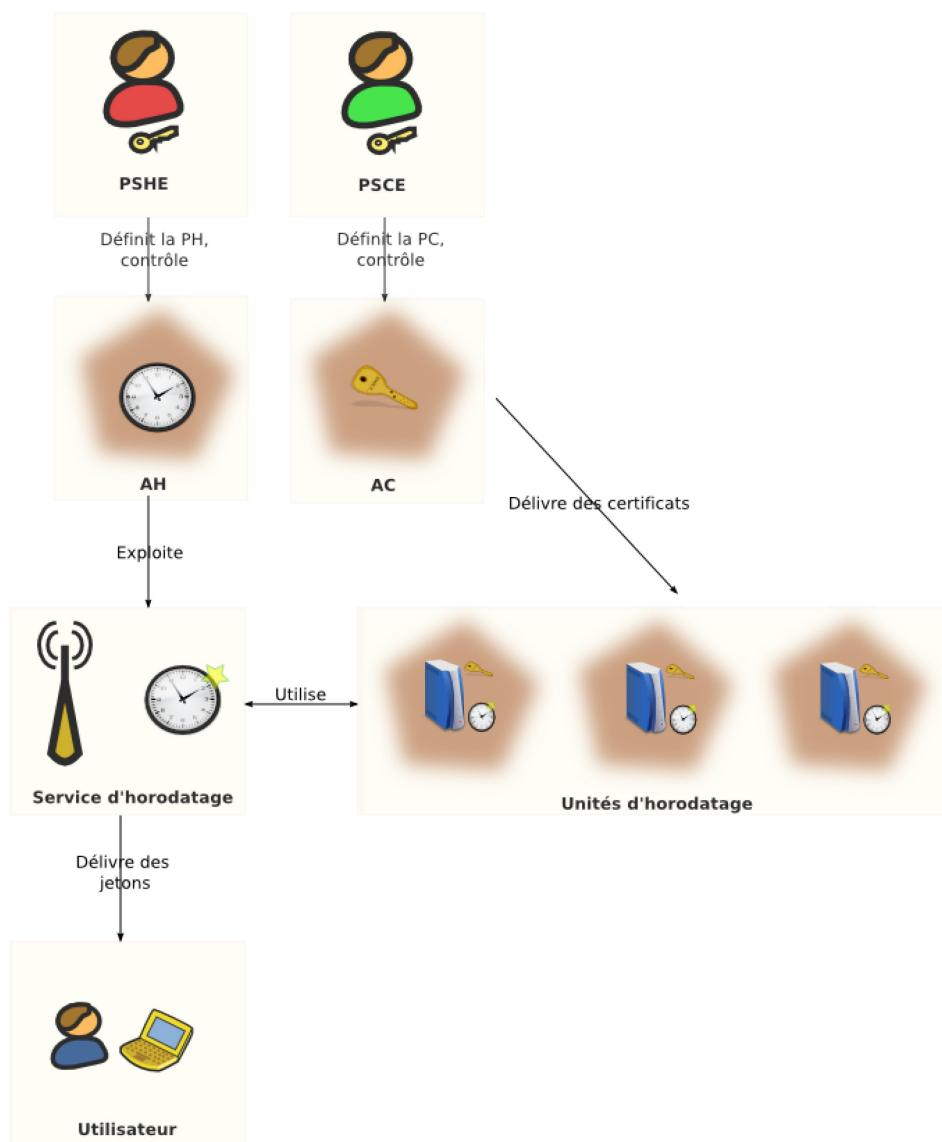 PSHE
PSCE
Définit la PH,
contrôle
Définit la PC,
contrôle
AH
AC
Délivre des certificats
Exploite
Utilise
Service d'horodatage
Unités d'horodatage
Délivre des
jetons
Utilisateur